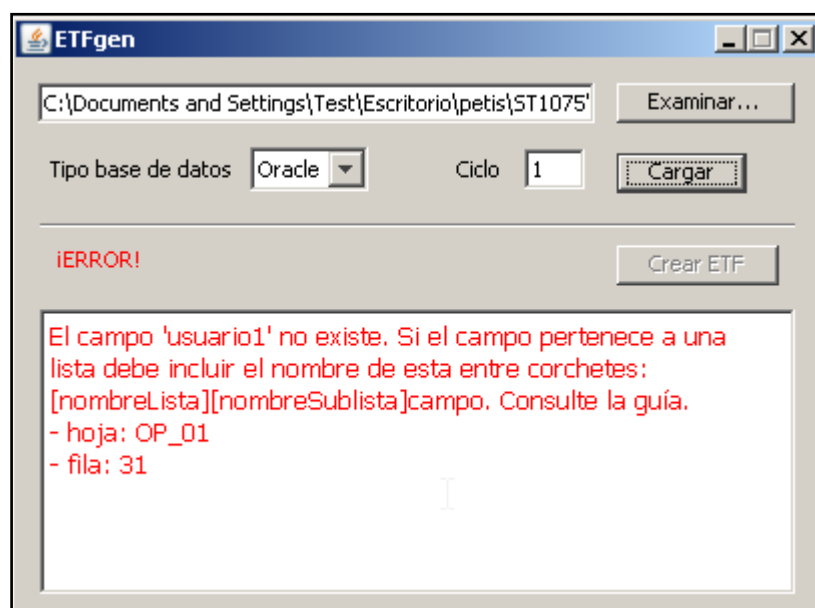 ETFgen
C:\Documents and Settings\Test\Escritorio\petis\ST1075'
Examinar...
Tipo base de datos
Oracle
Ciclo
1
Cargar
¡ERROR!
Crear ETF
El campo 'usuario1' no existe. Si el campo pertenece a una
lista debe incluir el nombre de esta entre corchetes:
[nombreLista][nombreSublista]campo. Consulte la guía.
- hoja: OP_01
- fila: 31